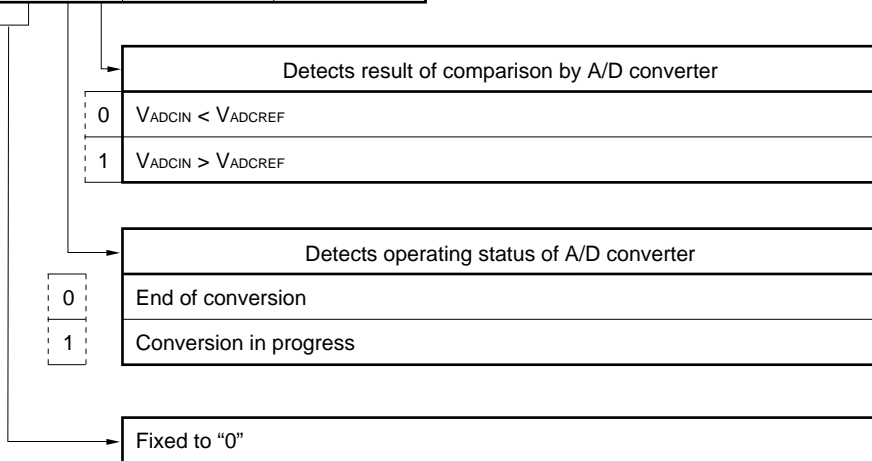 Detects result of comparison by A/D converter
0 VADCIN < VADCREF
1 VADCIN > VADCREF
Detects operating status of A/D converter
0 End of conversion
1 Conversion in progress
Fixed to “0”